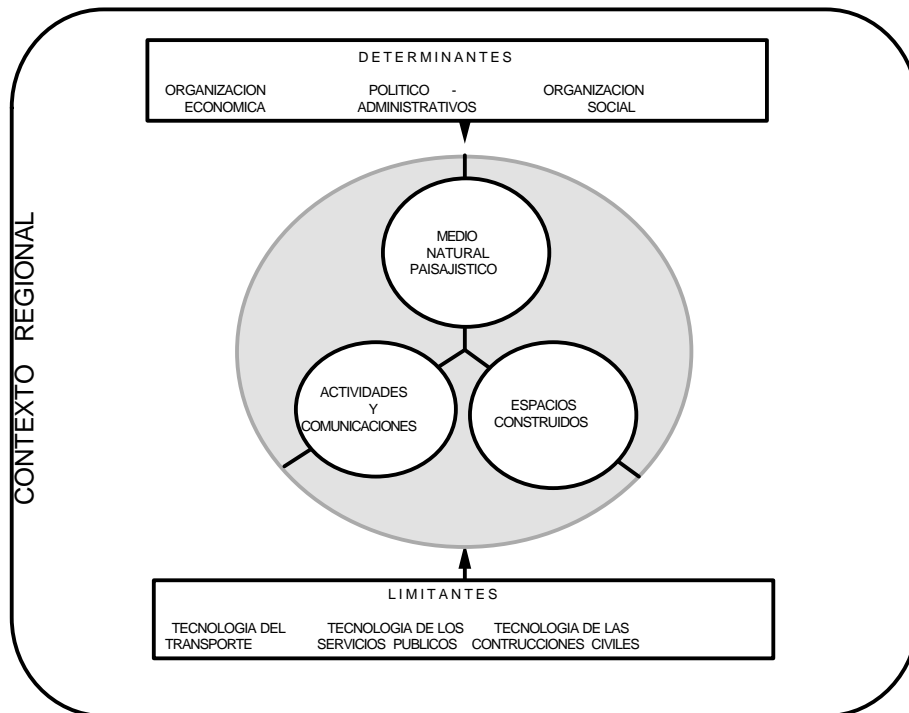 DETERMINANTES
ORGANIZACION POLITICO - ORGANIZACION
ECONOMICA ADMINISTRATIVOS SOCIAL
CONTEXTO REGIONAL
MEDIO
NATURAL
PAISAJISTICO
ACTIVIDADES
Y
COMUNICACIONES
ESPACIOS
CONSTRUIDOS
LIMITANTES
TECNOLOGIA DEL TECNOLOGIA DE LOS TECNOLOGIA DE LAS
TRANSPORTE SERVICIOS PUBLICOS CONTRUCCIONES CIVILES